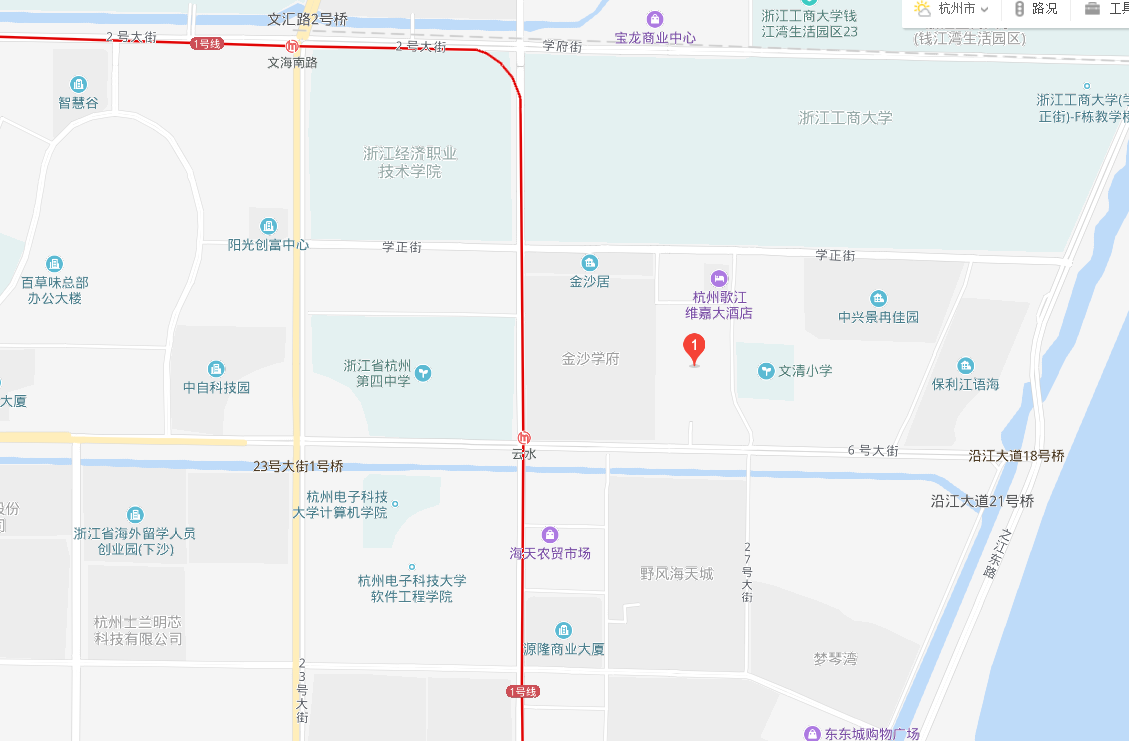 文汇路2号桥
宝龙商业中心
浙江工商大学钱
江湾生活园区23
杭州市
路况
(钱江湾生活园区)
2号大街
1号线
2号大街
学府街
文海南路
智慧谷
浙江工商大学
浙江工商大学(学
正街)-F栋教学楼
浙江经济职业
技术学院
阳光创富中心
学正街
学正街
百草味总部
办公大楼
金沙居
杭州歌江
维嘉大酒店
中兴景冉佳园
1
金沙学府
浙江省杭州
第四中学
文清小学
中自科技园
保利江语海
大厦
6号大街
云水
沿江大道18号桥
23号大街1号桥
沿江大道21号桥
杭州电子科技
大学计算机学院
股份
司
浙江省海外留学人员
创业园(下沙)
海天农贸市场
之江东路
27号大街
野风海天城
杭州电子科技大学
软件工程学院
杭州士兰明芯
科技有限公司
源隆商业大厦
梦琴湾
23号大街
1号线
东东城购物广场